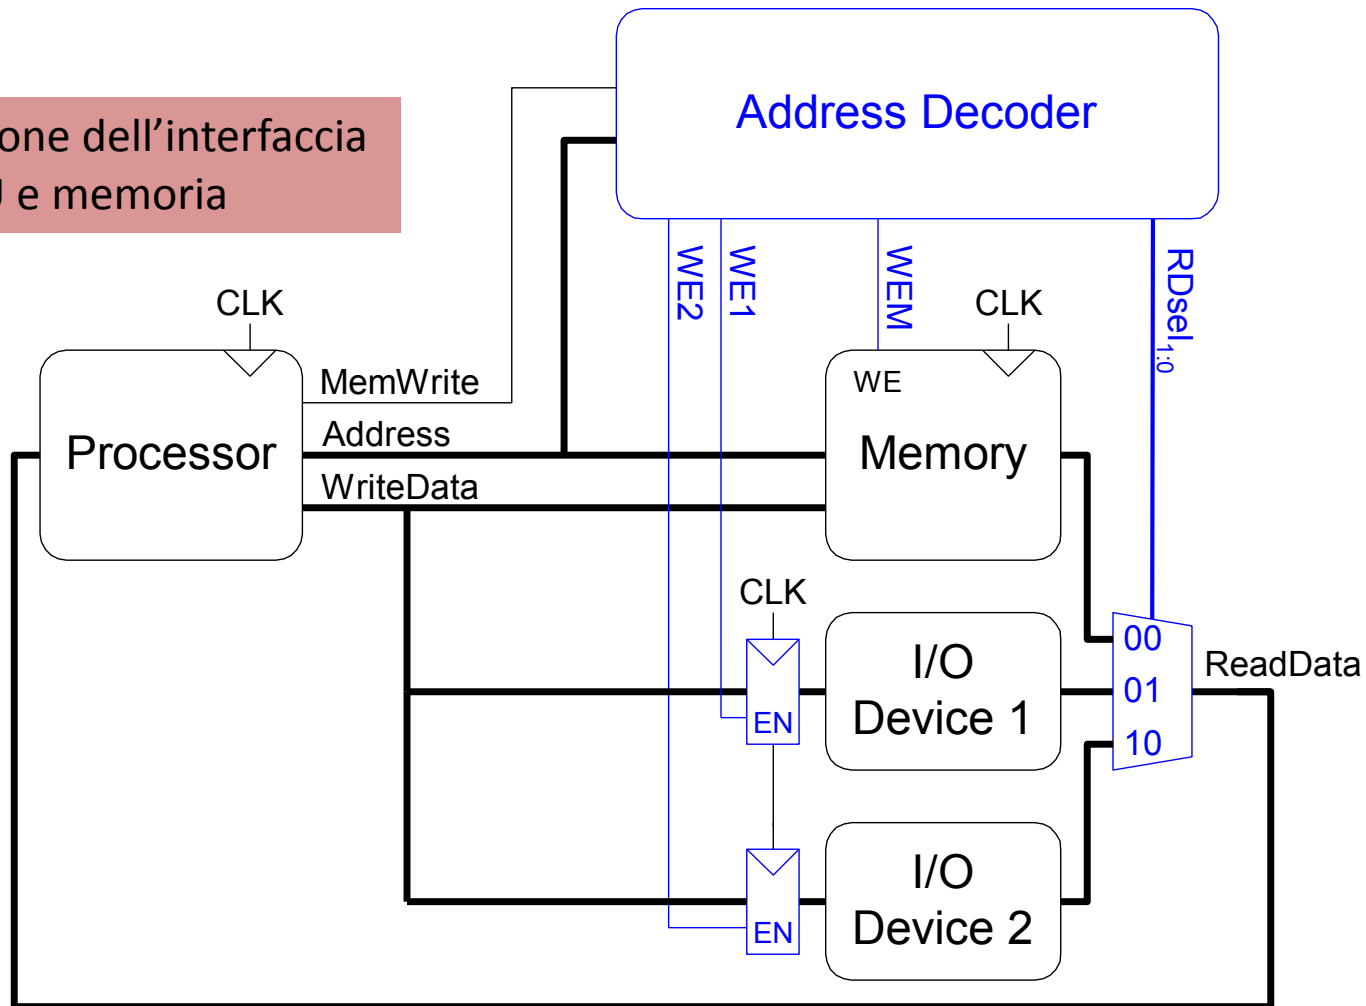 Address Decoder
one dell’interfaccia
e memoria
WE2
WE1
WEM
RDsel1:0
CLK
CLK
MemWrite
WE
Processor
Address
Memory
WriteData
CLK
00
I/O
Device 1
ReadData
01
EN
10
I/O
Device 2
EN